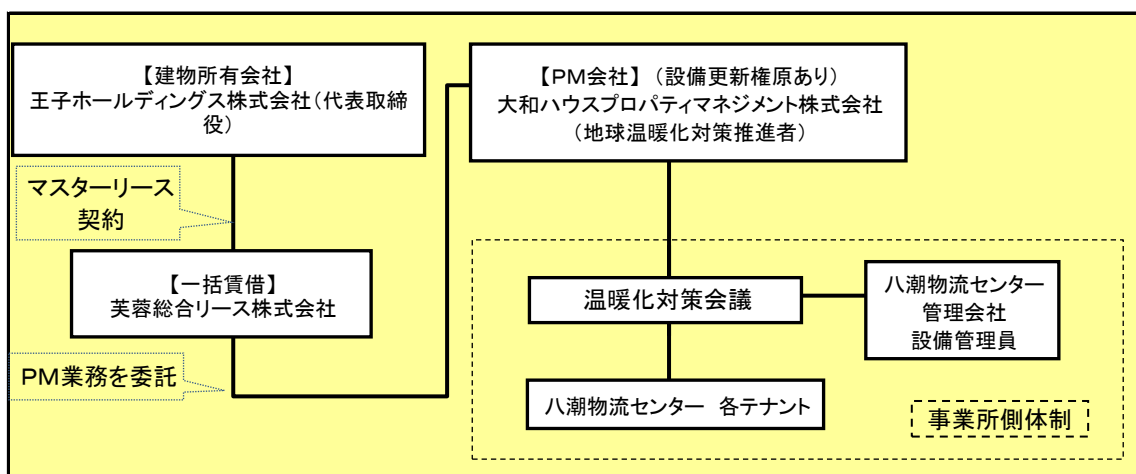 【建物所有会社】
王子ホールディングス株式会社(代表取締
役)
マスターリース
契約
【一括賃借】
芙蓉総合リース株式会社
PM業務を委託
【PM会社】(設備更新権原あり)
大和ハウスプロパティマネジメント株式会社
(地球温暖化対策推進者)
温暖化対策会議
八潮物流センター
管理会社
設備管理員
八潮物流センター 各テナント
事業所側体制